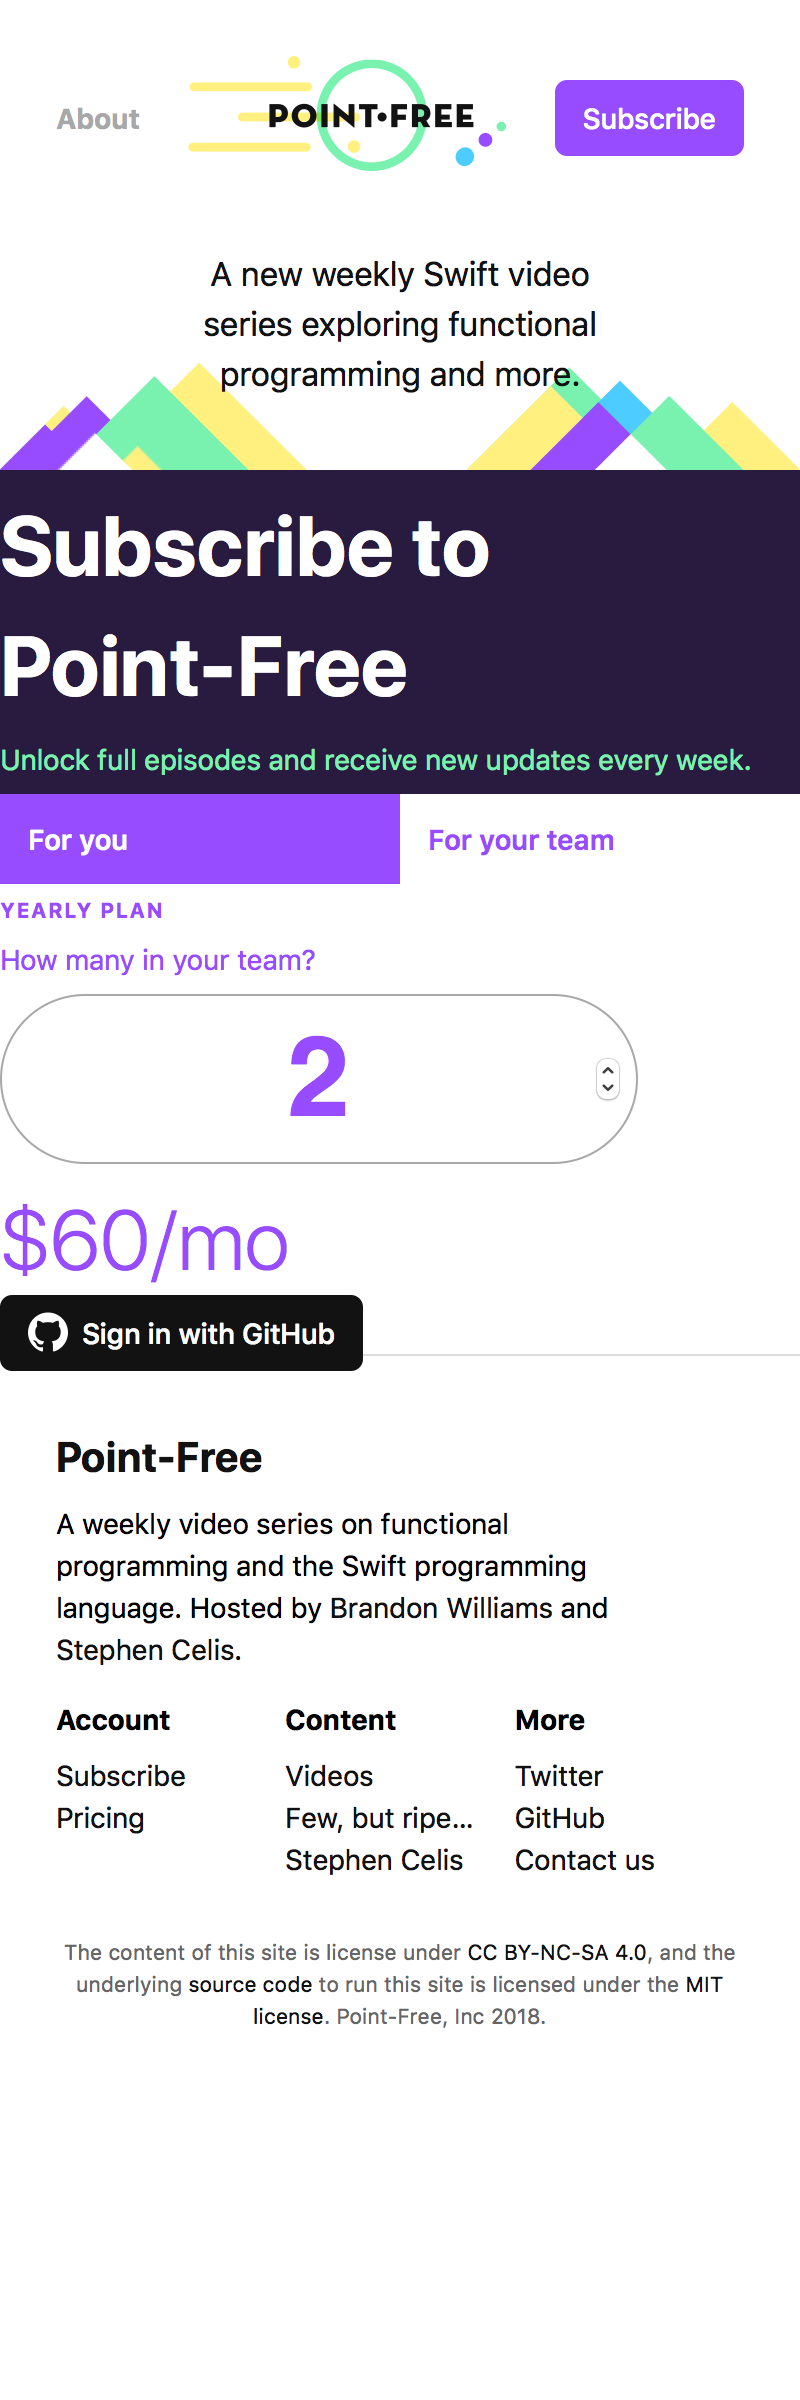 About
POINT•FREE
Subscribe
A new weekly Swift video
series exploring functional
programming and more.
Subscribe to
Point-Free
Unlock full episodes and receive new updates every week.
For you
For your team
YEARLY PLAN
How many in your team?
2
$60/mo
Sign in with GitHub
Point-Free
A weekly video series on functional
programming and the Swift programming
language. Hosted by Brandon Williams and
Stephen Celis.
Account
Subscribe
Pricing
Content
Videos
Few, but ripe...
Stephen Celis
More
Twitter
GitHub
Contact us
The content of this site is license under CC BY-NC-SA 4.0, and the
underlying source code to run this site is licensed under the MIT
license. Point-Free, Inc 2018.